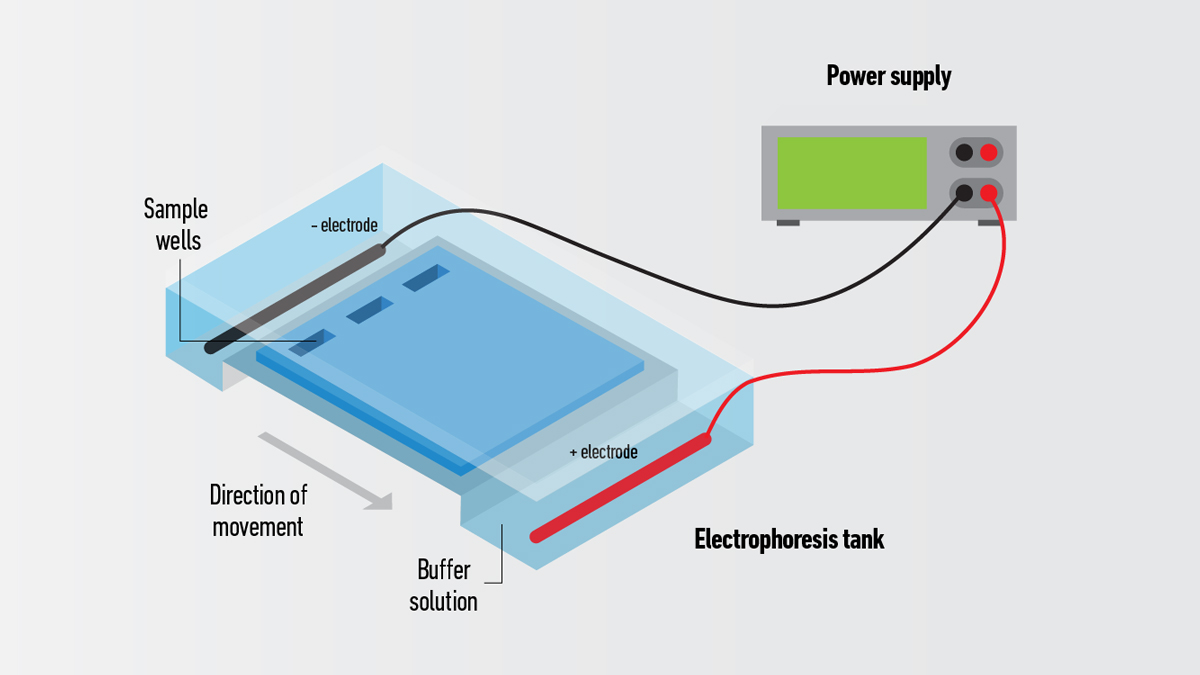 Power supply
Sample
wells
– electrode
+ electrode
Direction of
movement
Electrophoresis tank
Buffer
solution